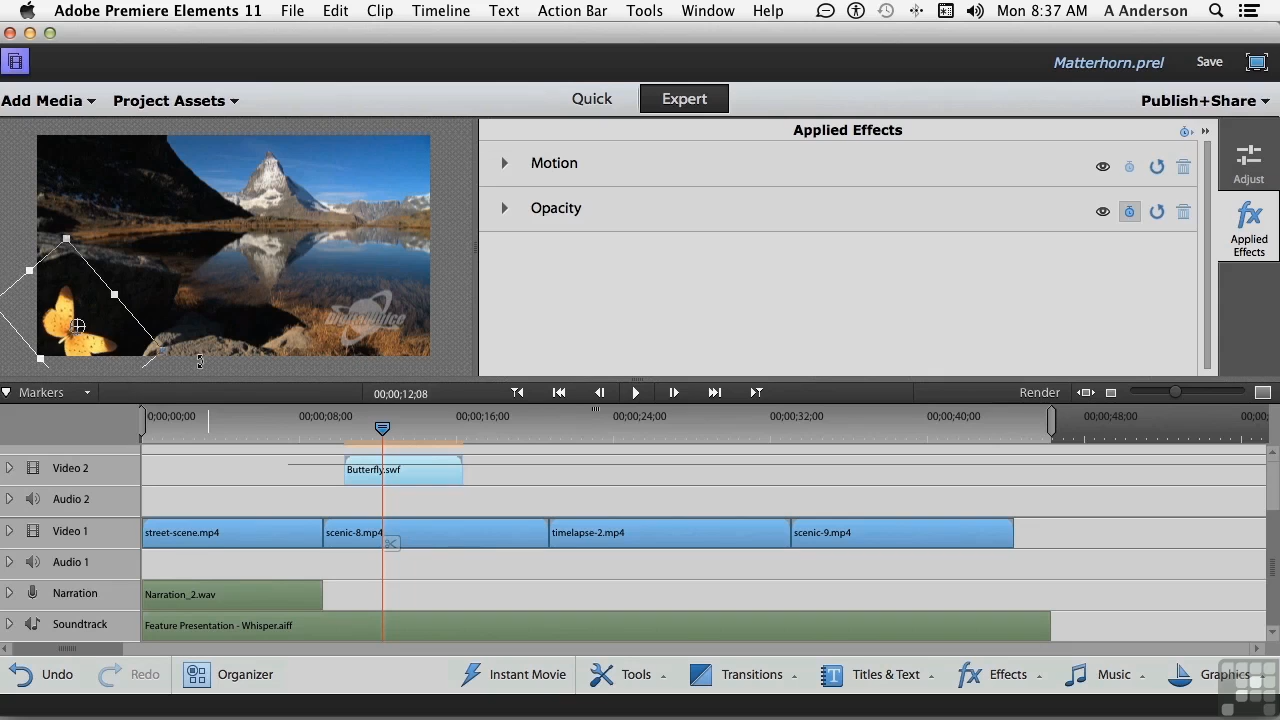 Adobe Premiere Elements 11 File Edit Clip Timeline Text Action Bar Tools Window Help Mon 8:37 AM A Anderson
Matterhorn.prel Save
Add Media Project Assets Quick Expert Publish+Share
Applied Effects
Motion
Adjust
Opacity
fx
Applied
Effects
Markers 00;00;12;08 Render
00;00;00;00 00;00;08;00 00;00;16;00 00;00;24;00 00;00;32;00 00;00;40;00 00;00;48;00 00;00;
Video 2 Butterfly.swf
Audio 2
Video 1 street-scene.mp4 scenic-8.mp4 timelapse-2.mp4 scenic-9.mp4
Audio 1
Narration Narration_2.wav
Soundtrack Feature Presentation - Whisper.aiff
Undo Redo Organizer Instant Movie Tools Transitions T Titles & Text fx Effects Music Graphics